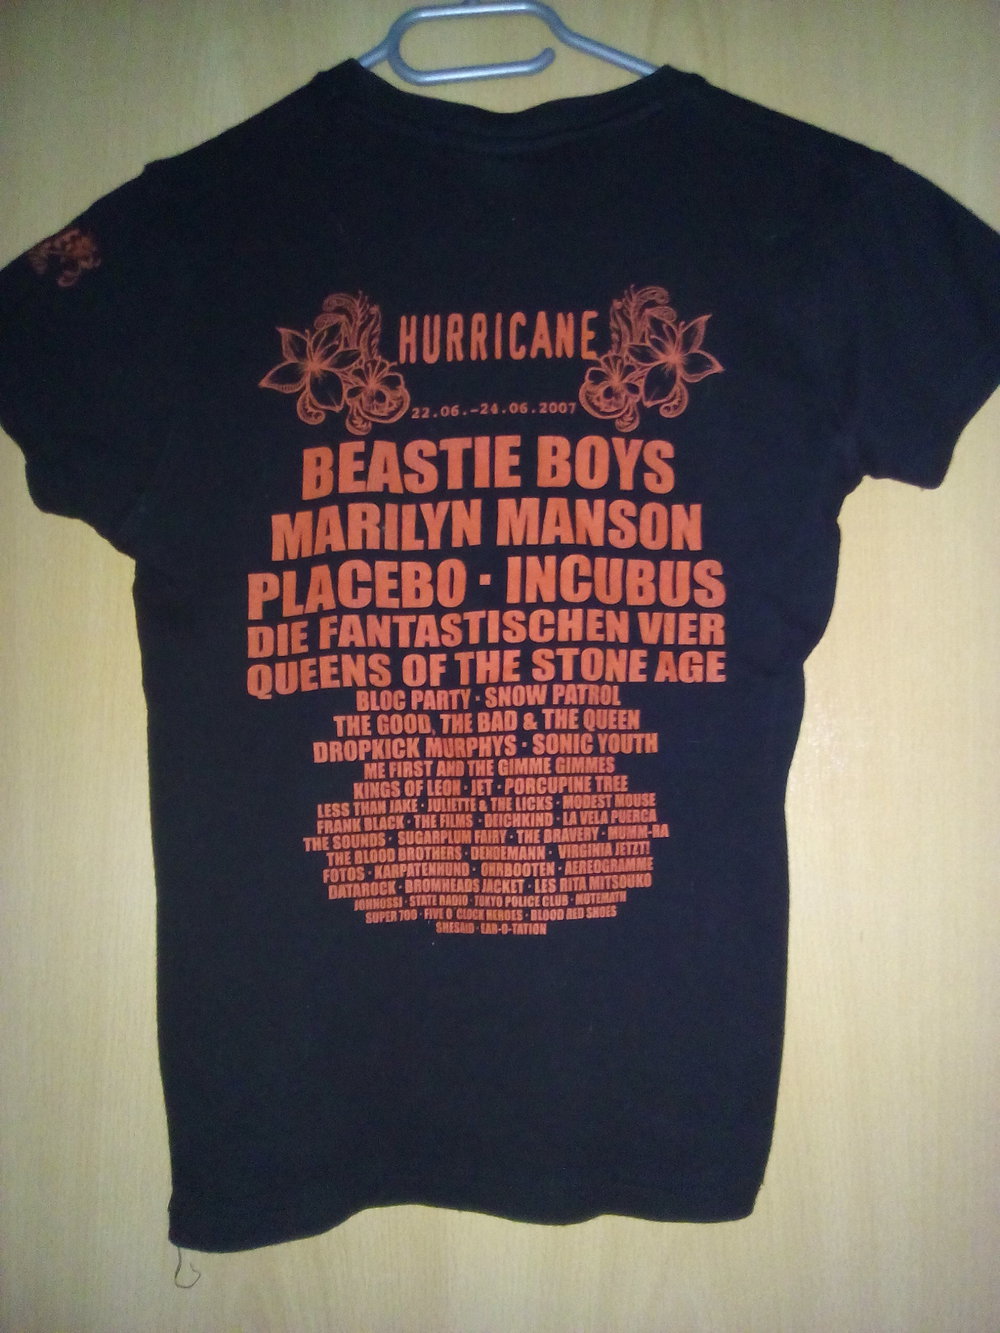 HURRICANE
22.06.-24.06.2007
BEASTIE BOYS
MARILYN MANSON
PLACEBO · INCUBUS
DIE FANTASTISCHEN VIER
QUEENS OF THE STONE AGE
BLOC PARTY · SNOW PATROL
THE GOOD, THE BAD & THE QUEEN
DROPKICK MURPHYS · SONIC YOUTH
ME FIRST AND THE GIMME GIMMES
KINGS OF LEON · JET · PORCUPINE TREE
LESS THAN JAKE · JULIETTE & THE LICKS · MODEST MOUSE
FRANK BLACK · THE FILMS · DEICHKIND · LA VELA PUERCA
THE SOUNDS · SUGARPLUM FAIRY · THE BRAVERY · MUMM-RA
THE BLOOD BROTHERS · DENDEMANN · VIRGINIA JETZT!
FOTOS · KARPATENHUND · OHRBOOTEN · AEREOGRAMME
DATAROCK · BROMHEADS JACKET · LES RITA MITSOUKO
JOHNOSSI · STATE RADIO · TOKYO POLICE CLUB · MUTEMATH
SUPER 700 · FIVE O'CLOCK HEROES · BLOOD RED SHOES
SHESAID · EAR-O-TATION